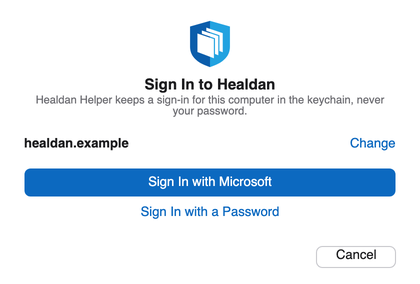 Sign In to Healdan
Healdan Helper keeps a sign-in for this computer in the keychain, never
your password.
healdan.example
Change
Sign In with Microsoft
Sign In with a Password
Cancel